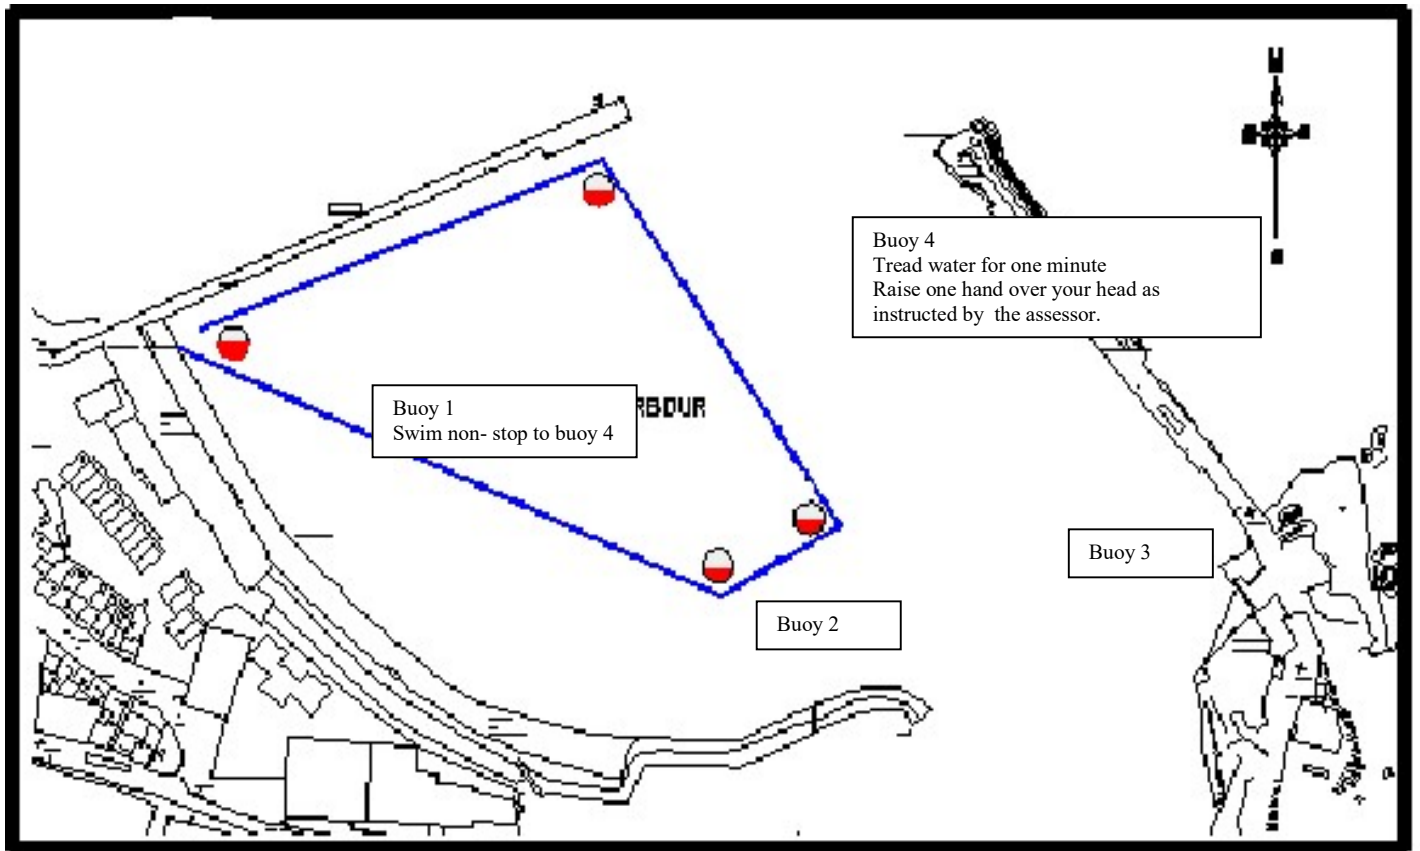 Buoy 4
Tread water for one minute
Raise one hand over your head as
instructed by the assessor.
Buoy 1
Swim non- stop to buoy 4
RBOUR
Buoy 3
Buoy 2